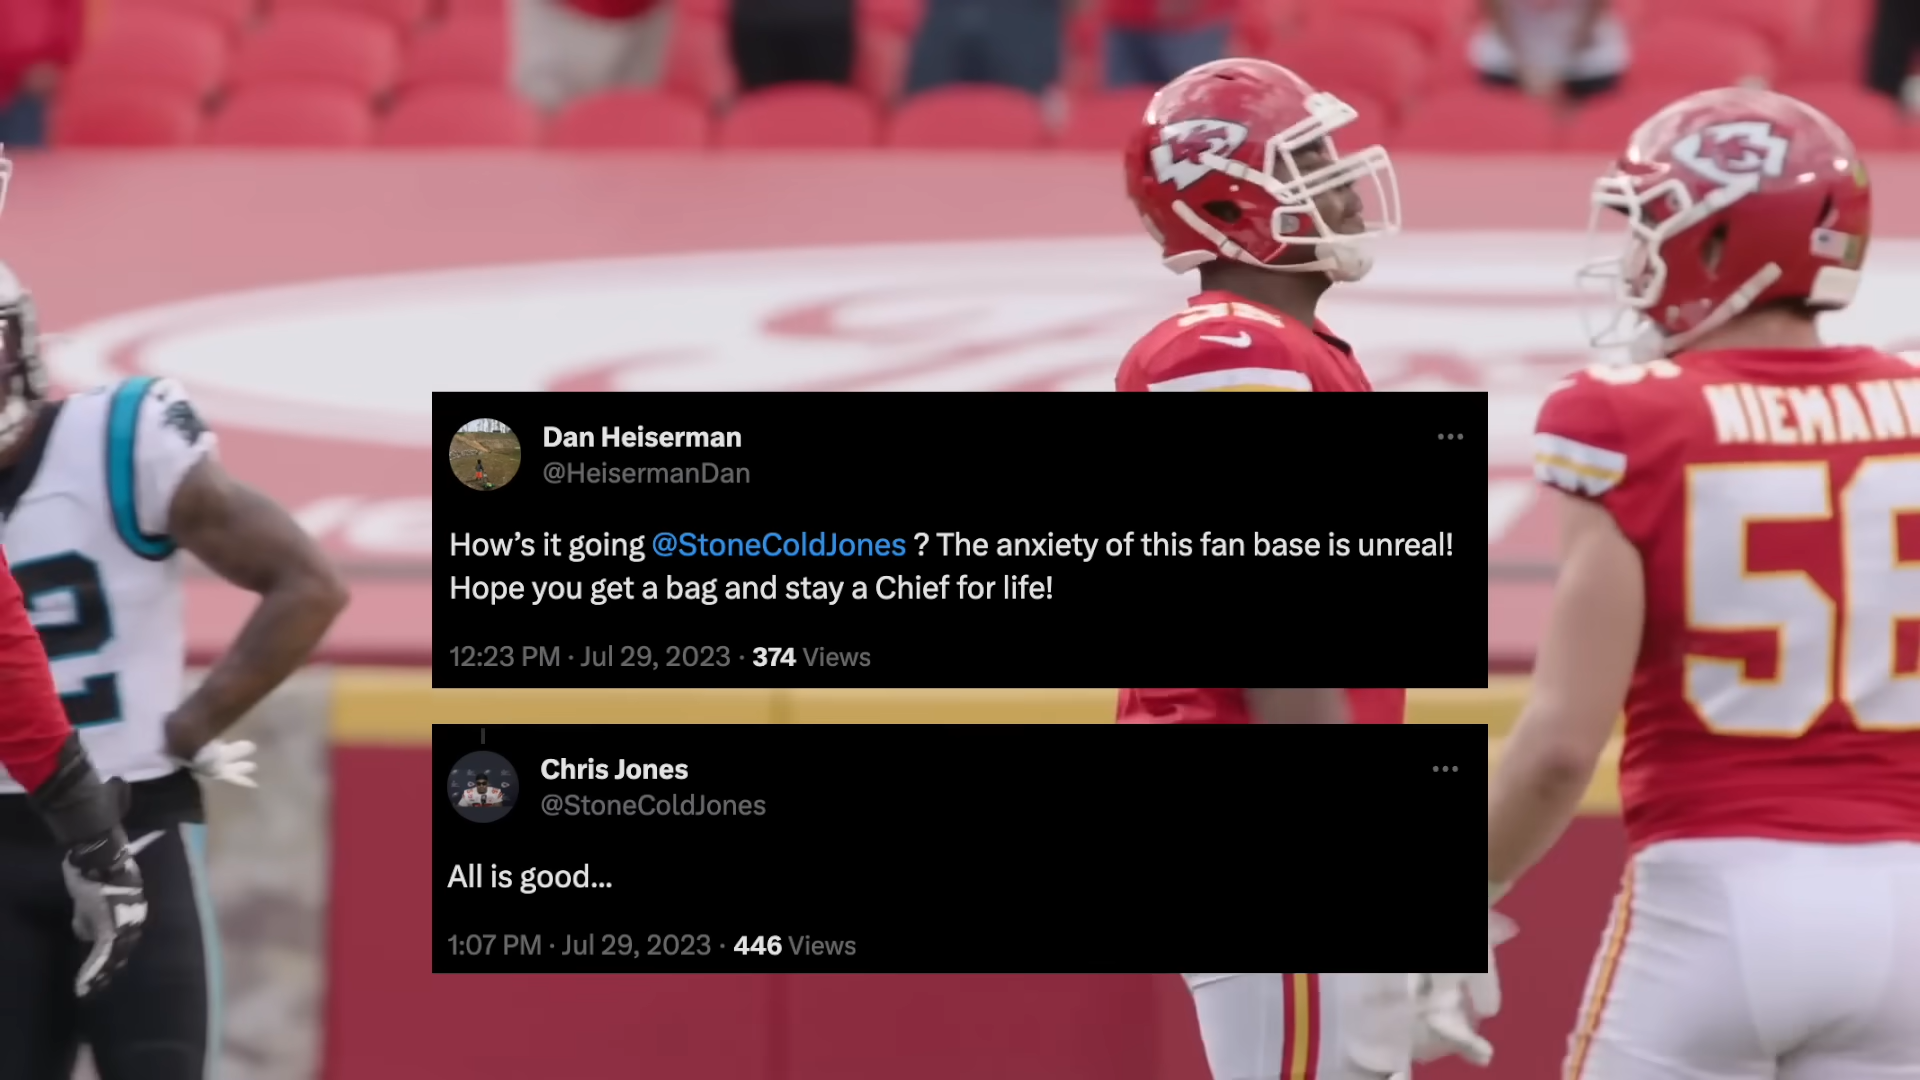 NIEMANN
56
2
Dan Heiserman
@HeisermanDan
How’s it going @StoneColdJones ? The anxiety of this fan base is unreal!
Hope you get a bag and stay a Chief for life!
12:23 PM · Jul 29, 2023 · 374 Views
Chris Jones
@StoneColdJones
All is good...
1:07 PM · Jul 29, 2023 · 446 Views